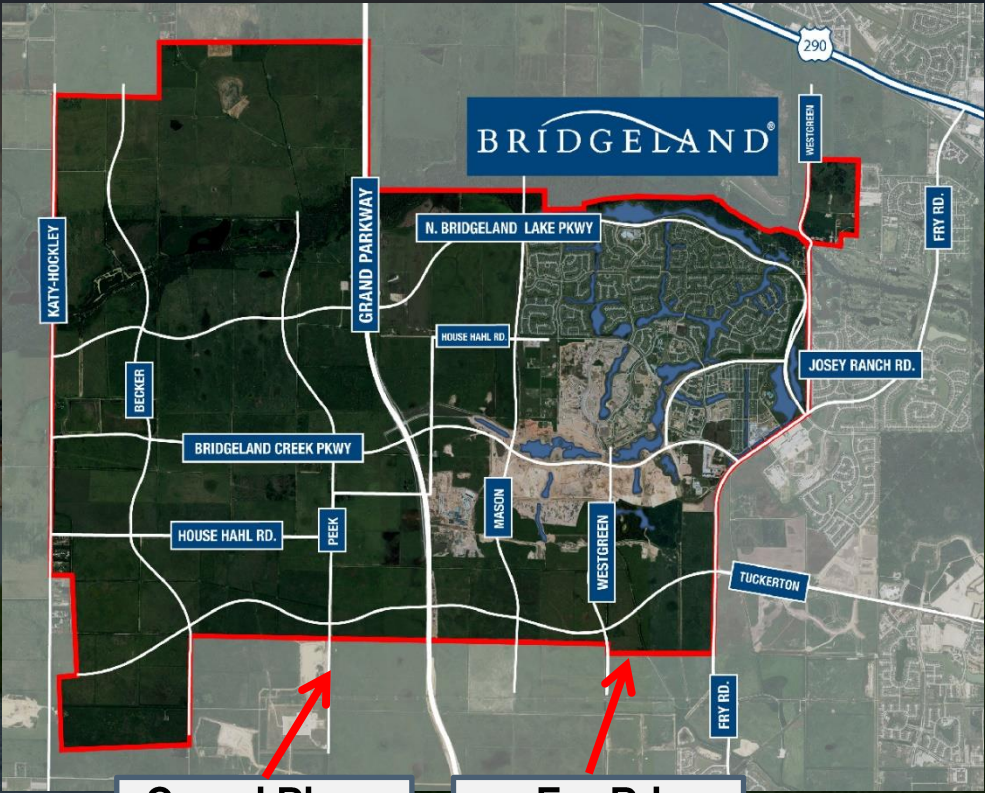 290
WESTGREEN
BRIDGELAND®
FRY RD.
GRAND PARKWAY
N. BRIDGELAND LAKE PKWY
KATY-HOCKLEY
HOUSE HAHL RD.
JOSEY RANCH RD.
BECKER
BRIDGELAND CREEK PKWY
MASON
PEEK
HOUSE HAHL RD.
WESTGREEN
TUCKERTON
FRY RD.